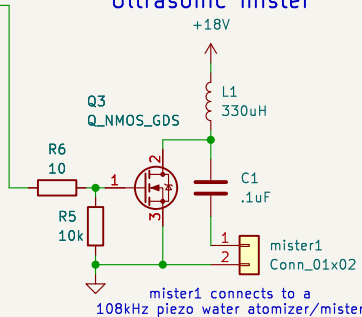 Ultrasonic mister
+18V
L1
330uH
Q3
Q_NMOS_GDS
R6
10
1
2
3
R5
10k
C1
.1uF
1
2
mister1
Conn_01x02
mister1 connects to a
108kHz piezo water atomizer/mister